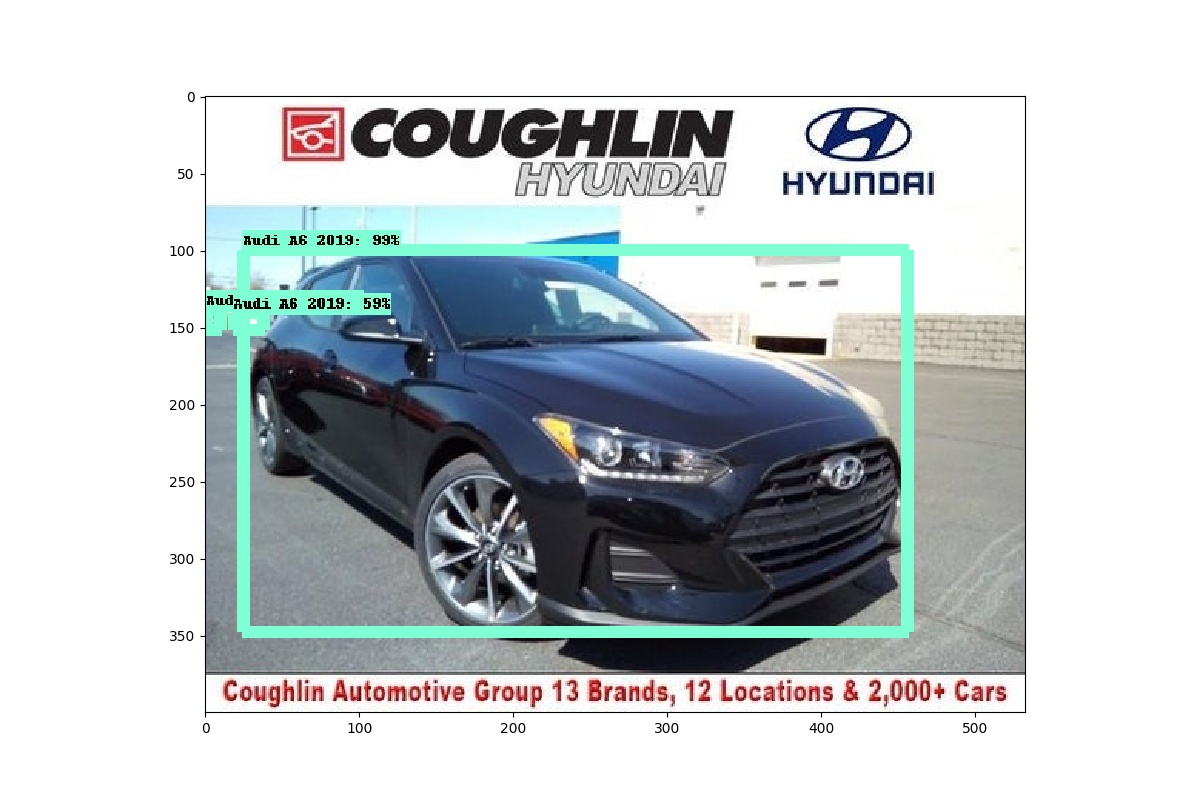 COUGHLIN
HYUNDAI
HYUNDAI
Audi A6 2019: 99%
Aud
Audi A6 2019: 59%
Coughlin Automotive Group 13 Brands, 12 Locations & 2,000+ Cars
0
50
100
150
200
250
300
350
0
100
200
300
400
500